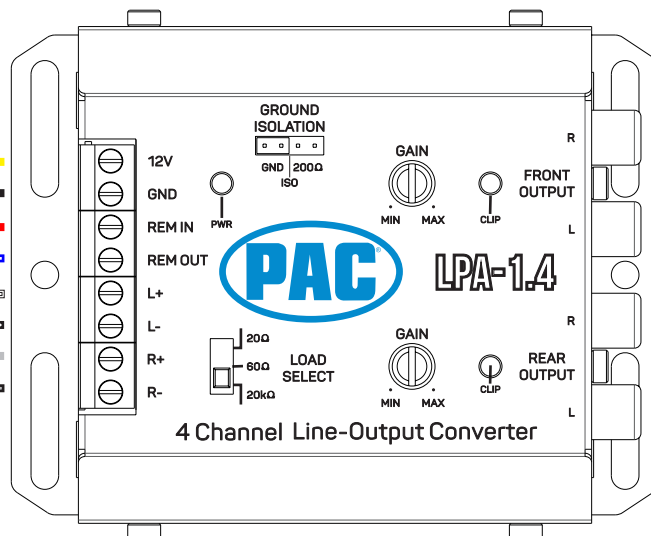 GROUND
ISOLATION
GND 200Ω
ISO
12V
GND
REM IN
REM OUT
L+
L-
R+
R-
PWR
GAIN
MIN MAX
CLIP
R
FRONT
OUTPUT
L
PAC®
LPA-1.4
20Ω
60Ω
20kΩ
LOAD
SELECT
GAIN
MIN MAX
CLIP
R
REAR
OUTPUT
L
4 Channel Line-Output Converter